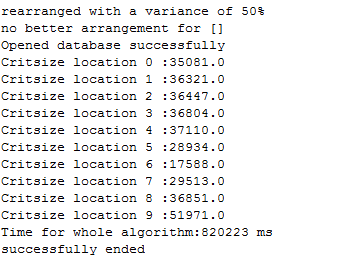 rearranged with a variance of 50%
no better arrangement for []
Opened database successfully
Critsize location 0 :35081.0
Critsize location 1 :36321.0
Critsize location 2 :36447.0
Critsize location 3 :36804.0
Critsize location 4 :37110.0
Critsize location 5 :28934.0
Critsize location 6 :17588.0
Critsize location 7 :29513.0
Critsize location 8 :36851.0
Critsize location 9 :51971.0
Time for whole algorithm:820223 ms
successfully ended